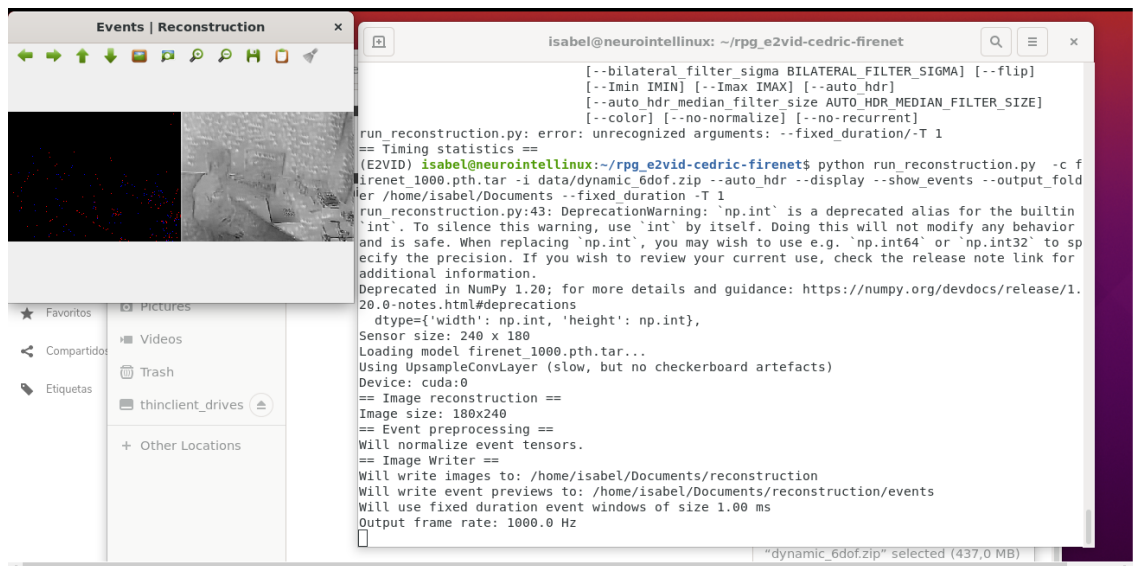 Events | Reconstruction
×
isabel@neurointellinux: ~/rpg_e2vid-cedric-firenet
×
[--bilateral_filter_sigma BILATERAL_FILTER_SIGMA] [--flip]
[--Imin IMIN] [--Imax IMAX] [--auto_hdr]
[--auto_hdr_median_filter_size AUTO_HDR_MEDIAN_FILTER_SIZE]
[--color] [--no-normalize] [--no-recurrent]
run_reconstruction.py: error: unrecognized arguments: --fixed_duration/-T 1
== Timing statistics ==
(E2VID) isabel@neurointellinux:~/rpg_e2vid-cedric-firenet$ python run_reconstruction.py  -c f
irenet_1000.pth.tar -i data/dynamic_6dof.zip --auto_hdr --display --show_events --output_fold
er /home/isabel/Documents --fixed_duration -T 1
run_reconstruction.py:43: DeprecationWarning: `np.int` is a deprecated alias for the builtin
`int`. To silence this warning, use `int` by itself. Doing this will not modify any behavior
and is safe. When replacing `np.int`, you may wish to use e.g. `np.int64` or `np.int32` to sp
ecify the precision. If you wish to review your current use, check the release note link for
additional information.
Deprecated in NumPy 1.20; for more details and guidance: https://numpy.org/devdocs/release/1.
20.0-notes.html#deprecations
dtype={'width': np.int, 'height': np.int},
Sensor size: 240 x 180
Loading model firenet_1000.pth.tar...
Using UpsampleConvLayer (slow, but no checkerboard artefacts)
Device: cuda:0
== Image reconstruction ==
Image size: 180x240
== Event preprocessing ==
Will normalize event tensors.
== Image Writer ==
Will write images to: /home/isabel/Documents/reconstruction
Will write event previews to: /home/isabel/Documents/reconstruction/events
Will use fixed duration event windows of size 1.00 ms
Output frame rate: 1000.0 Hz
Favoritos
Compartidos
Etiquetas
Pictures
Videos
Trash
thinclient_drives
+ Other Locations
"dynamic_6dof.zip" selected (437,0 MB)